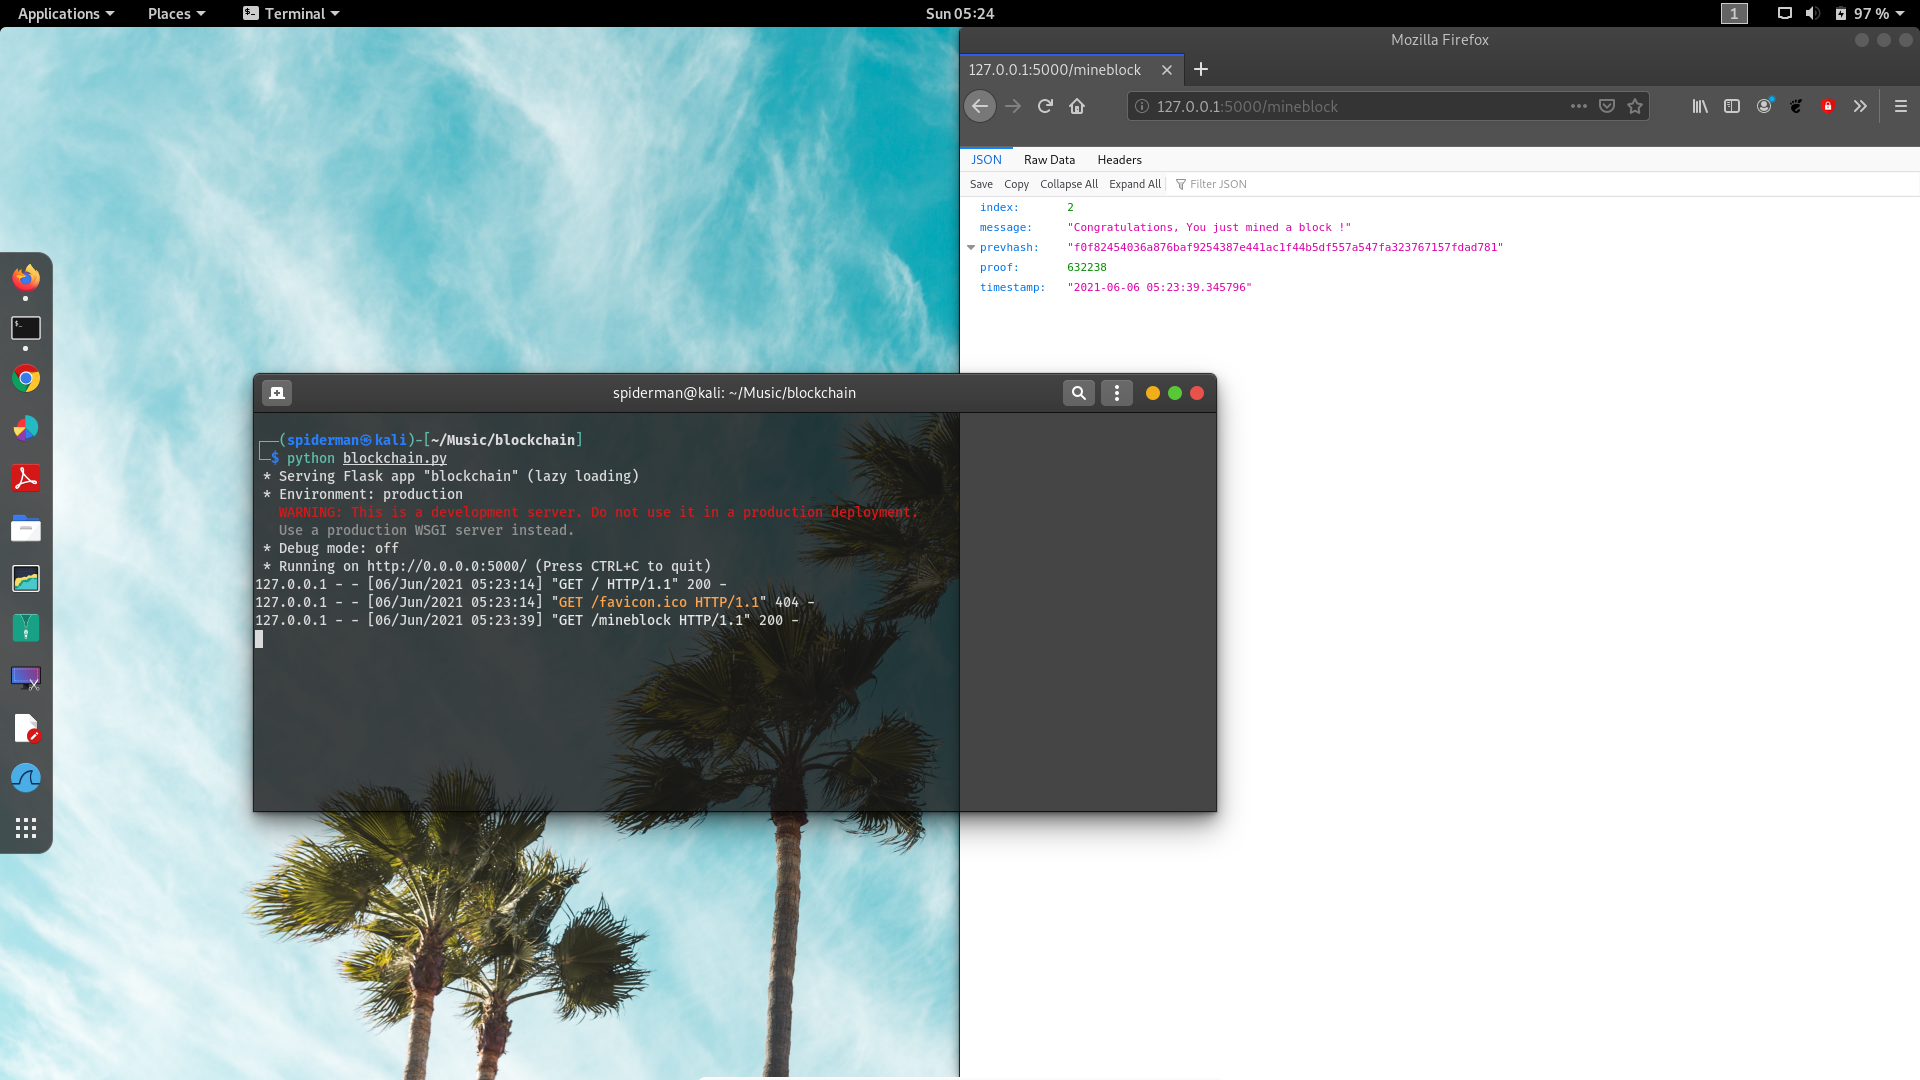 Applications Places Terminal Sun 05:24 1 97 %
Mozilla Firefox
127.0.0.1:5000/mineblock
127.0.0.1:5000/mineblock
JSON Raw Data Headers
Save Copy Collapse All Expand All Filter JSON
index: 2
message: "Congratulations, You just mined a block !"
prevhash: "f0f82454036a876baf9254387e441ac1f44b5df557a547fa323767157fdad781"
proof: 632238
timestamp: "2021-06-06 05:23:39.345796"
spiderman@kali: ~/Music/blockchain
(spiderman㉿kali)-[~/Music/blockchain]
$ python blockchain.py
* Serving Flask app "blockchain" (lazy loading)
* Environment: production
WARNING: This is a development server. Do not use it in a production deployment.
Use a production WSGI server instead.
* Debug mode: off
* Running on http://0.0.0.0:5000/ (Press CTRL+C to quit)
127.0.0.1 - - [06/Jun/2021 05:23:14] "GET / HTTP/1.1" 200 -
127.0.0.1 - - [06/Jun/2021 05:23:14] "GET /favicon.ico HTTP/1.1" 404 -
127.0.0.1 - - [06/Jun/2021 05:23:39] "GET /mineblock HTTP/1.1" 200 -